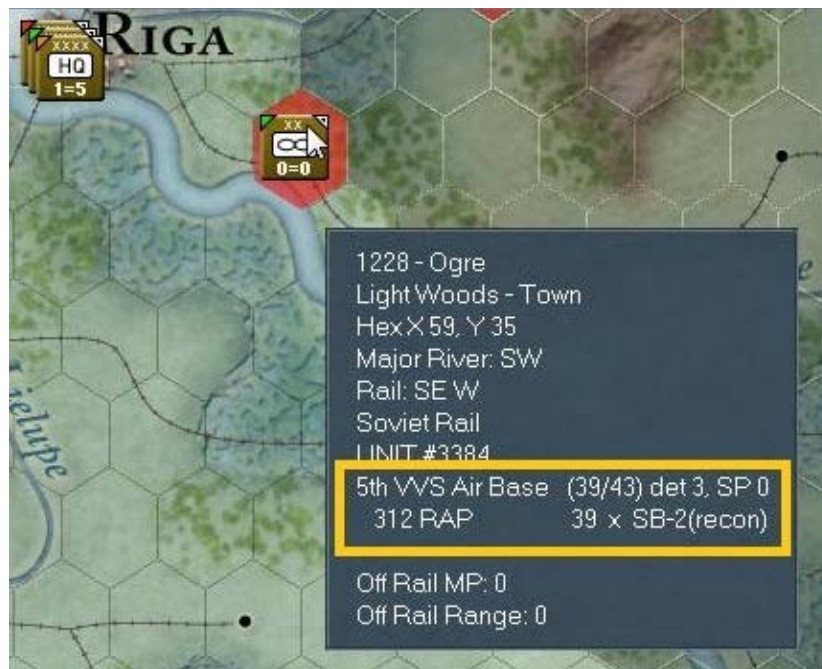 RIGA
XXXX
HQ
1=5
XX
0=0
1228 - Ogre
Light Woods - Town
Hex X 59, Y 35
Major River: SW
Rail: SE W
Soviet Rail
UNIT #3384
5th VVS Air Base (39/43) det 3, SP 0
312 RAP 39 x SB-2(recon)
Off Rail MP: 0
Off Rail Range: 0
Lielupe